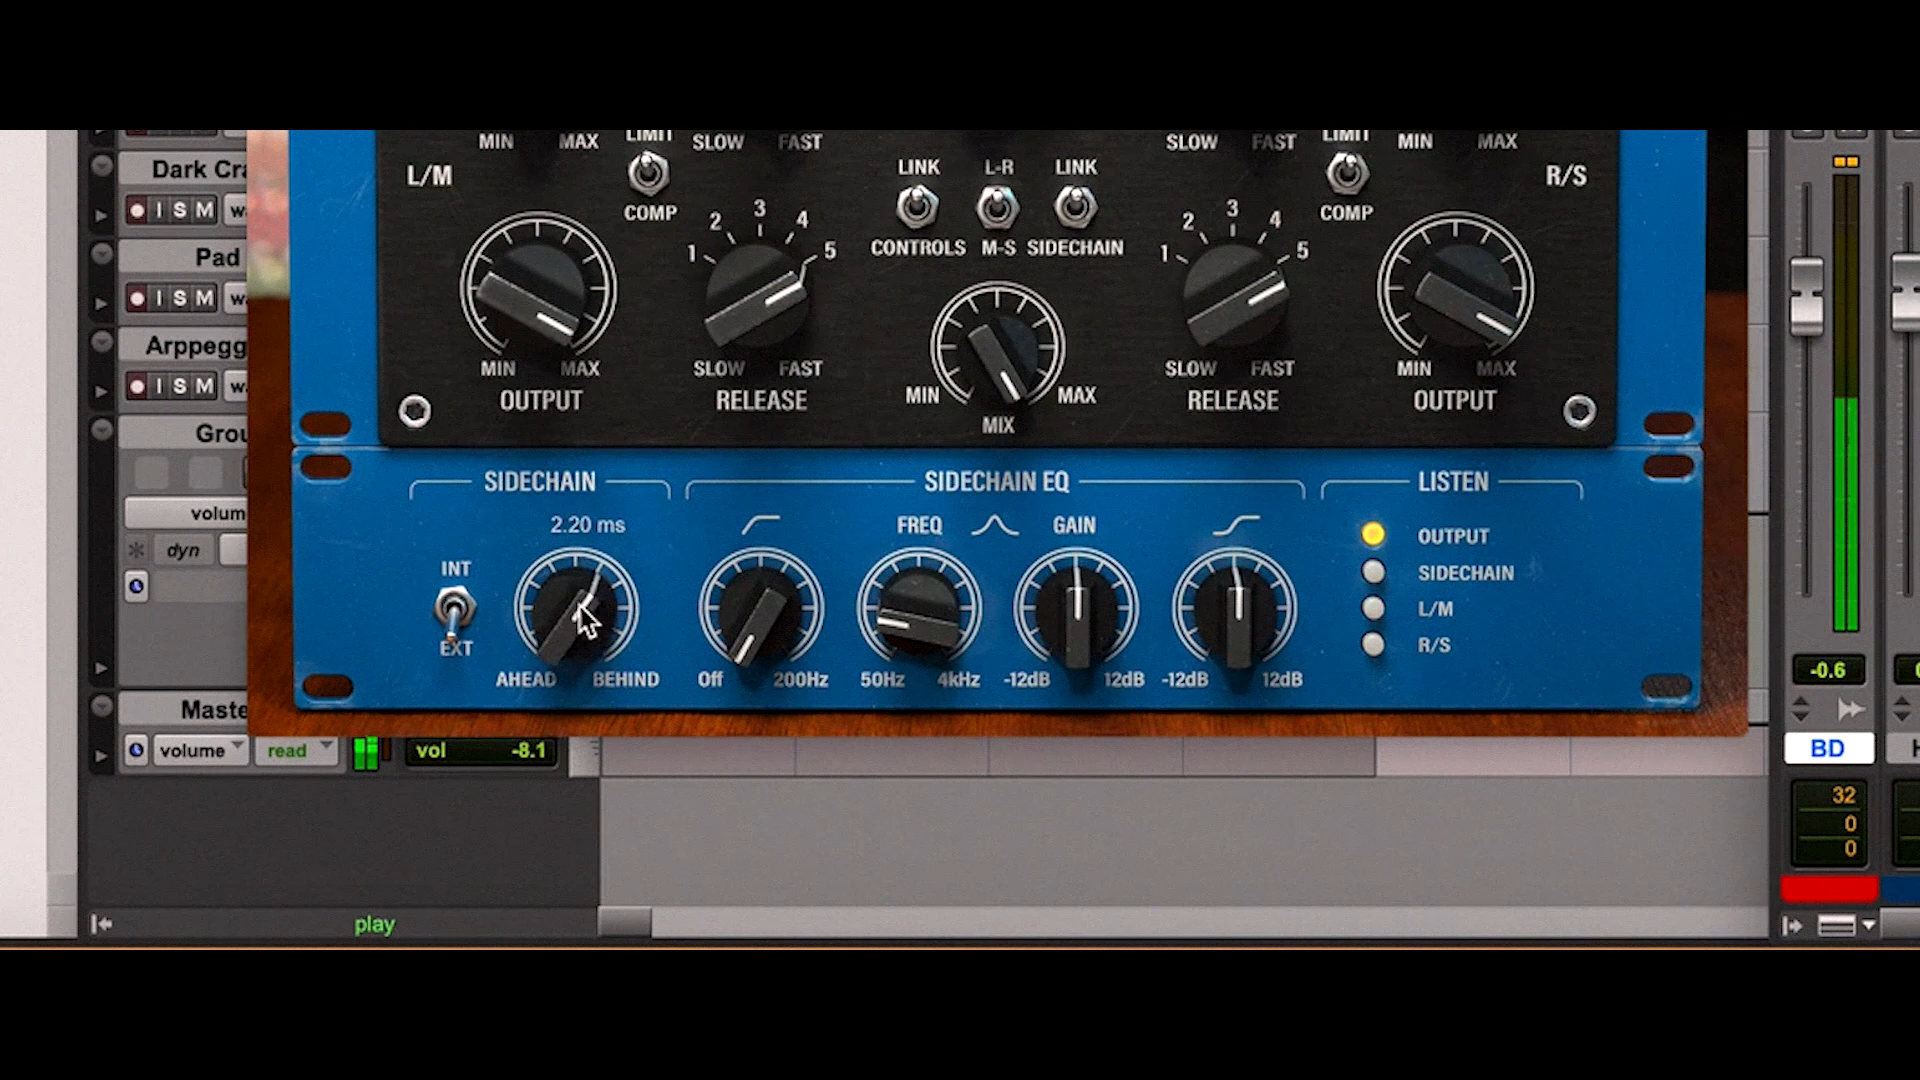 MIN MAX LIMIT SLOW FAST SLOW FAST LIMIT MIN MAX
Dark Cra
L/M LINK L-R LINK R/S
I S M COMP COMP
2 3 4 2 3 4
1 5 1 5
CONTROLS M-S SIDECHAIN
Pad
I S M
Arppegg
I S M
MIN MAX SLOW FAST SLOW FAST MIN MAX
OUTPUT RELEASE MIN MAX RELEASE OUTPUT
MIX
Grou
SIDECHAIN SIDECHAIN EQ LISTEN
volum
2.20 ms FREQ GAIN OUTPUT
dyn
INT SIDECHAIN
L/M
EXT R/S
AHEAD BEHIND Off 200Hz 50Hz 4kHz -12dB 12dB -12dB 12dB
-0.6
Maste
volume read vol -8.1
BD
32
0
0
play